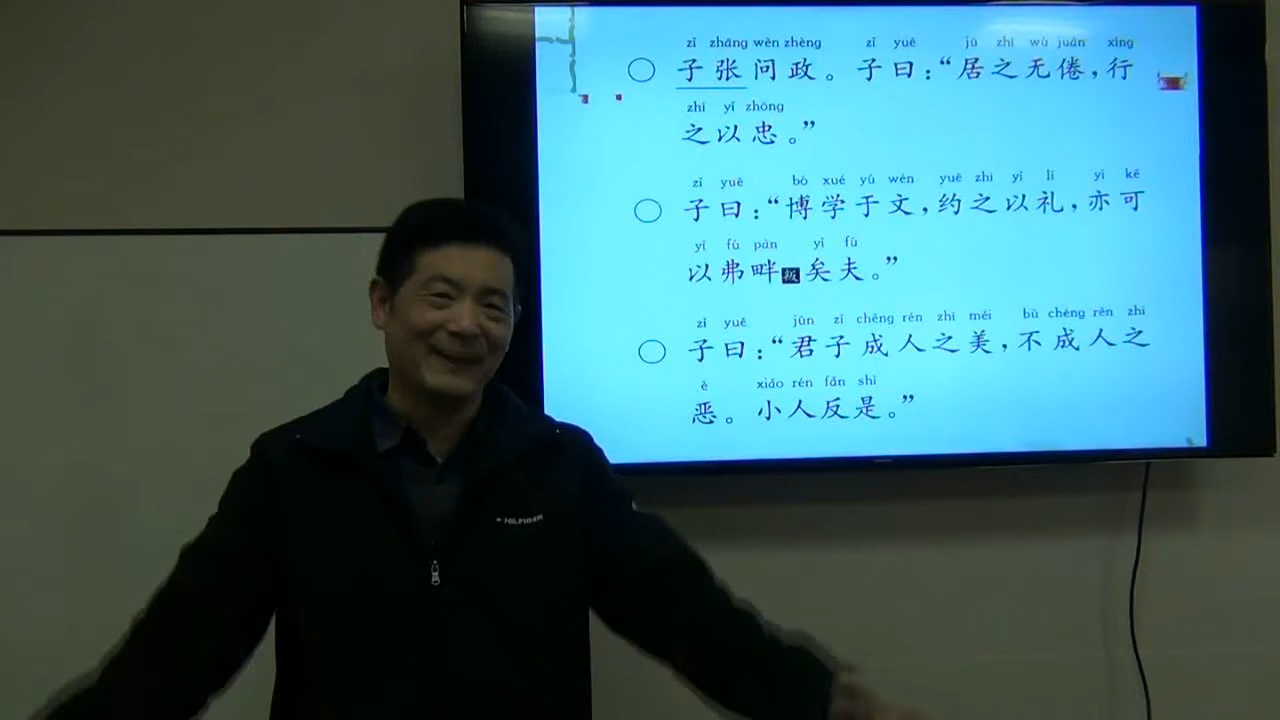 zǐ zhāng wèn zhèng zǐ yuē jū zhī wú juàn xíng
○ 子张问政。子曰：“居之无倦，行
zhī yǐ zhōng
之以忠。”
zǐ yuē bó xué yú wén yuē zhī yǐ lǐ yì kě
○ 子曰：“博学于文，约之以礼，亦可
yǐ fú pàn yǐ fú
以弗畔叛矣夫。”
zǐ yuē jūn zǐ chéng rén zhī měi bù chéng rén zhī
○ 子曰：“君子成人之美，不成人之
è xiǎo rén fǎn shì
恶。小人反是。”
HILFIGER